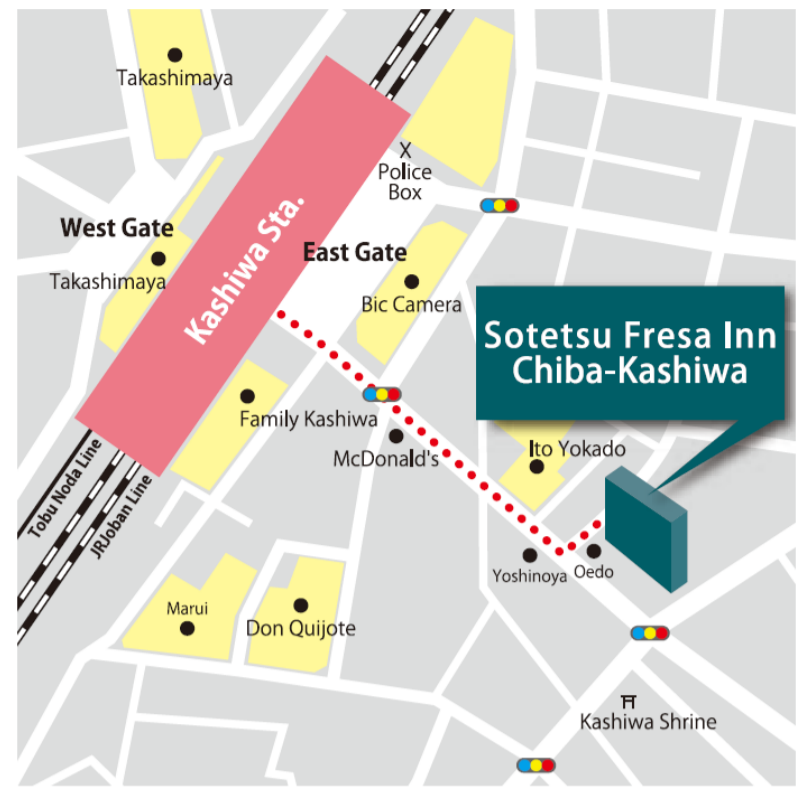 Takashimaya
X
Police
Box
West Gate
Takashimaya
Kashiwa Sta.
East Gate
Bic Camera
Sotetsu Fresa Inn
Chiba-Kashiwa
Family Kashiwa
McDonald's
Ito Yokado
Tobu Noda Line
JRJoban Line
Yoshinoya
Oedo
Marui
Don Quijote
Kashiwa Shrine